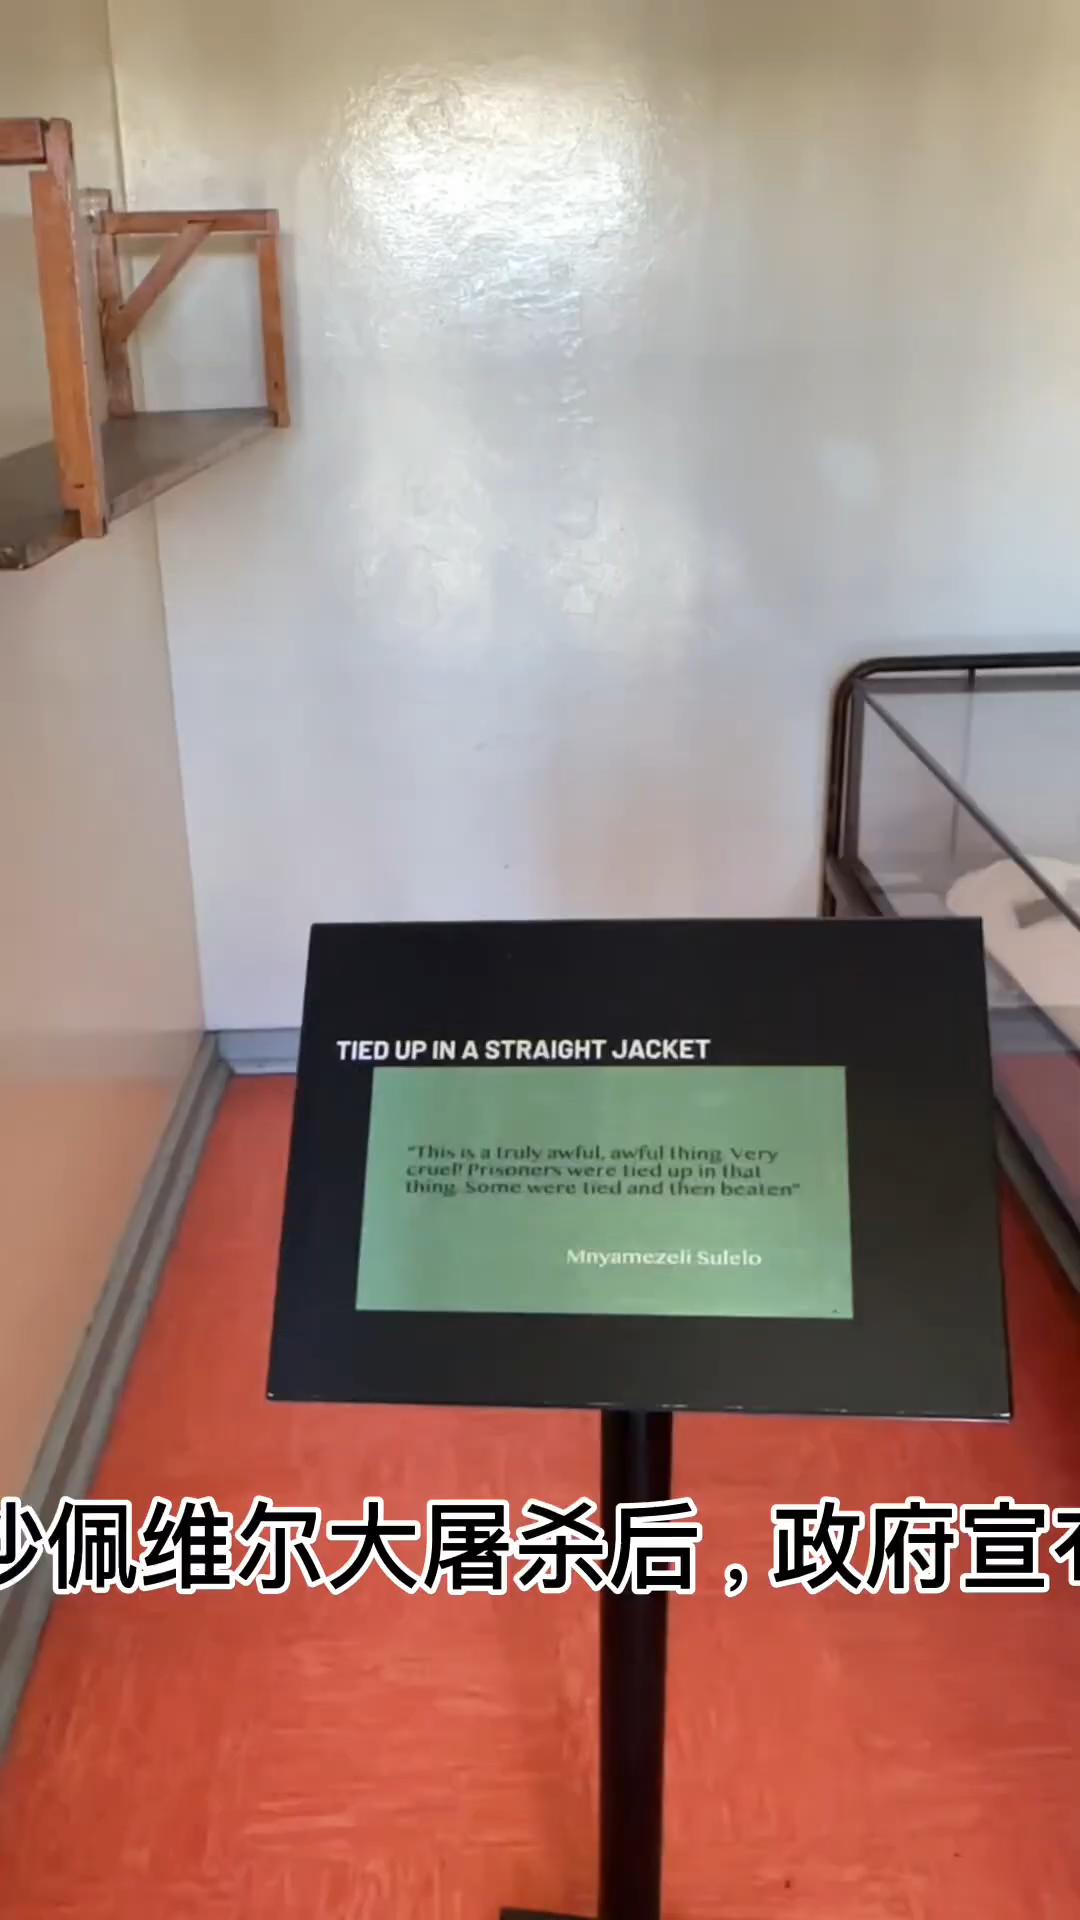 TIED UP IN A STRAIGHT JACKET
"This is a truly awful, awful thing. Very
cruel! Prisoners were tied up in that
thing. Some were tied and then beaten"
Mnyamezeli Sulelo
沙佩维尔大屠杀后，政府宣布